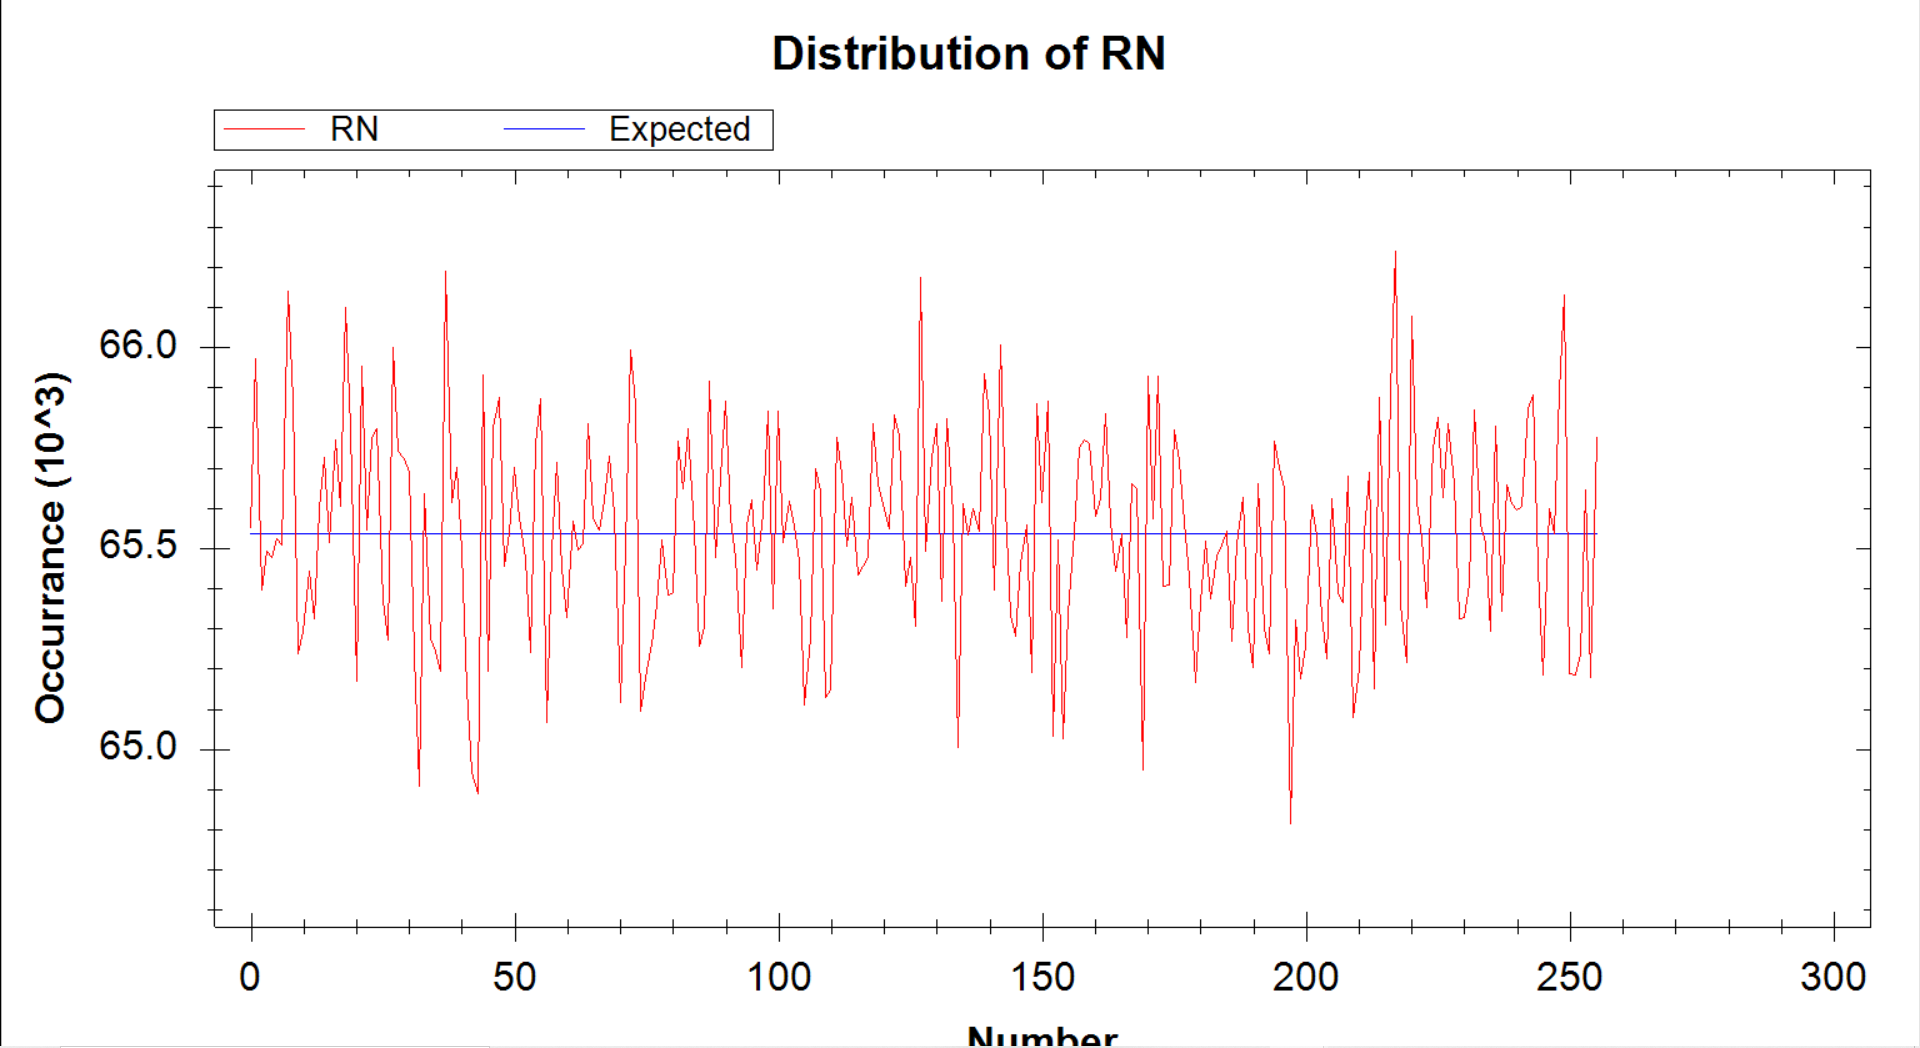 Distribution of RN
RN Expected
Occurrance (10^3)
66.0
65.5
65.0
0 50 100 150 200 250 300
Number